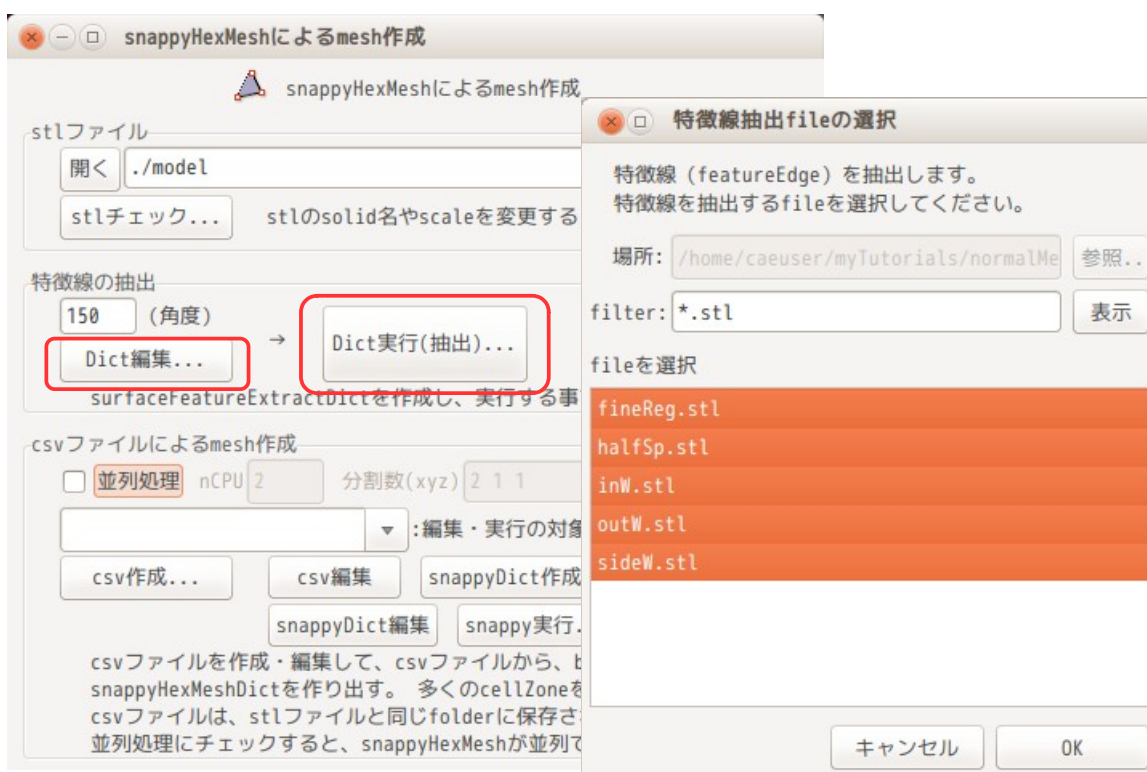 snappyHexMeshによるmesh作成
snappyHexMeshによるmesh作成
stlファイル
開く ./model
stlチェック... stlのsolid名やscaleを変更する
特徴線の抽出
150 (角度)
→
Dict編集...
Dict実行(抽出)...
surfaceFeatureExtractDictを作成し、実行する事
csvファイルによるmesh作成
並列処理 nCPU 2 分割数(xyz) 2 1 1
:編集・実行の対象
csv作成... csv編集 snappyDict作成
snappyDict編集 snappy実行.
csvファイルを作成・編集して、csvファイルから、b
snappyHexMeshDictを作り出す。 多くのcellZoneを
csvファイルは、stlファイルと同じfolderに保存さ
並列処理にチェックすると、snappyHexMeshが並列で
特徴線抽出fileの選択
特徴線（featureEdge）を抽出します。
特徴線を抽出するfileを選択してください。
場所: /home/caeuser/myTutorials/normalMe 参照..
filter: *.stl 表示
fileを選択
fineReg.stl
halfSp.stl
inW.stl
outW.stl
sideW.stl
キャンセル OK